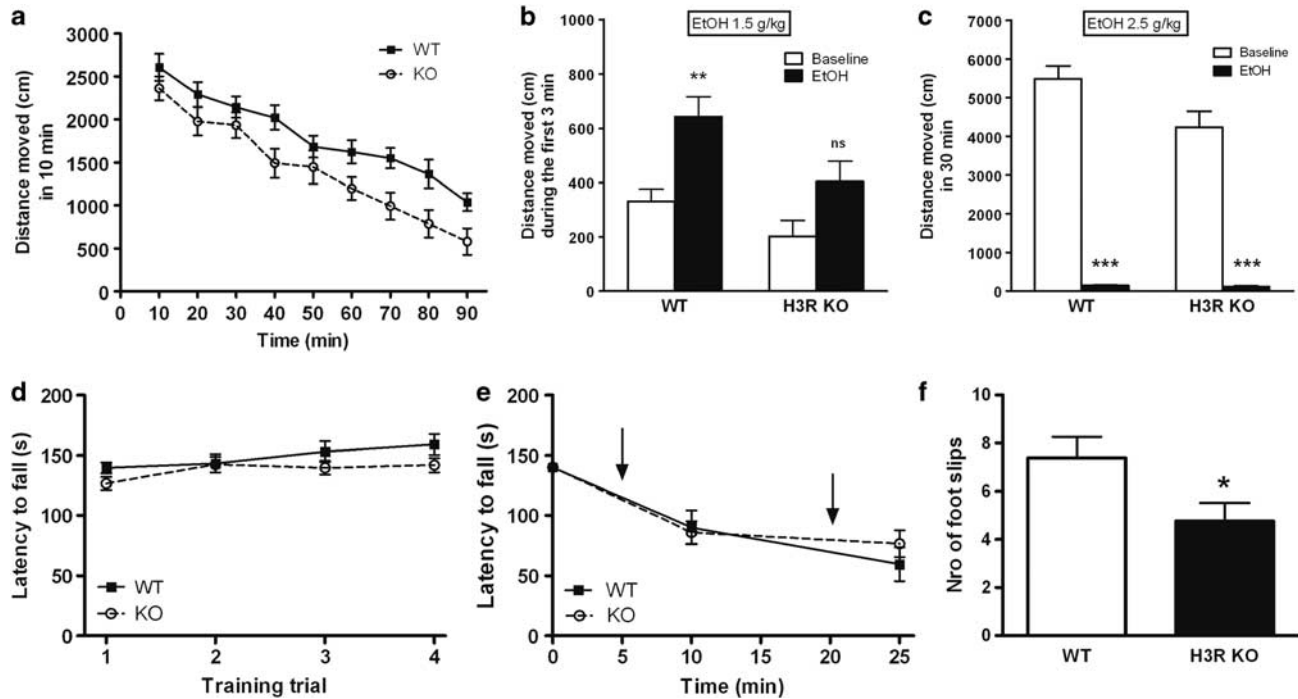 a
3000
2500
2000
1500
1000
500
0
Distance moved (cm)
in 10 min
WT
KO
0 10 20 30 40 50 60 70 80 90
Time (min)
b
EtOH 1.5 g/kg
1000
800
600
400
200
0
Distance moved (cm)
during the first 3 min
Baseline
EtOH
**
ns
WT H3R KO
c
EtOH 2.5 g/kg
7000
6000
5000
4000
3000
2000
1000
0
Distance moved (cm)
in 30 min
Baseline
EtOH
***
***
WT H3R KO
d
200
150
100
50
0
Latency to fall (s)
WT
KO
1 2 3 4
Training trial
e
200
150
100
50
0
Latency to fall (s)
WT
KO
0 5 10 15 20 25
Time (min)
f
10
8
6
4
2
0
Nro of foot slips
*
WT H3R KO